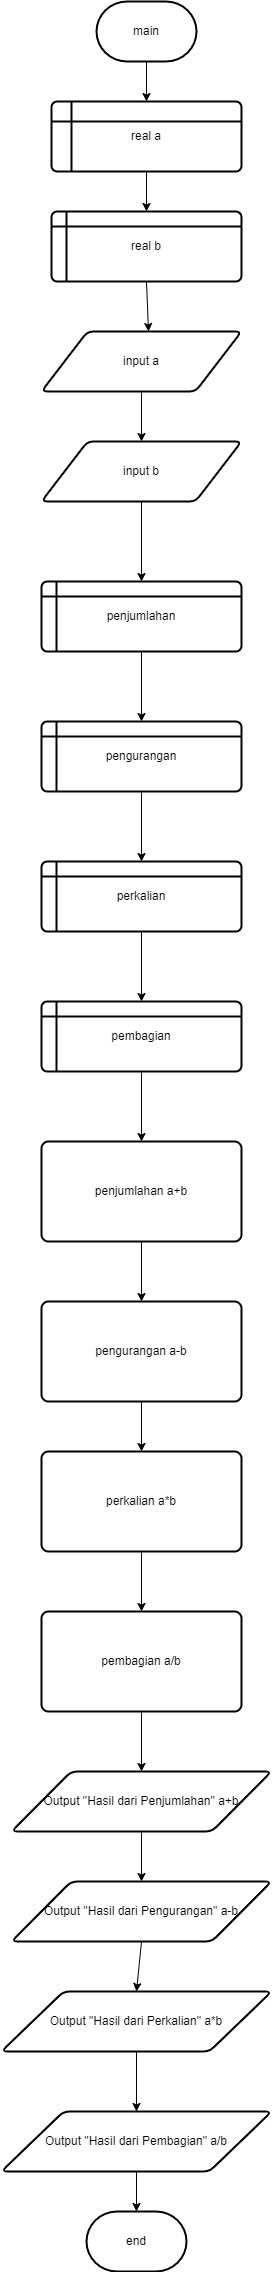 main
real a
real b
input a
input b
penjumlahan
pengurangan
perkalian
pembagian
penjumlahan a+b
pengurangan a-b
perkalian a*b
pembagian a/b
Output "Hasil dari Penjumlahan" a+b
Output "Hasil dari Pengurangan" a-b
Output "Hasil dari Perkalian" a*b
Output "Hasil dari Pembagian" a/b
end